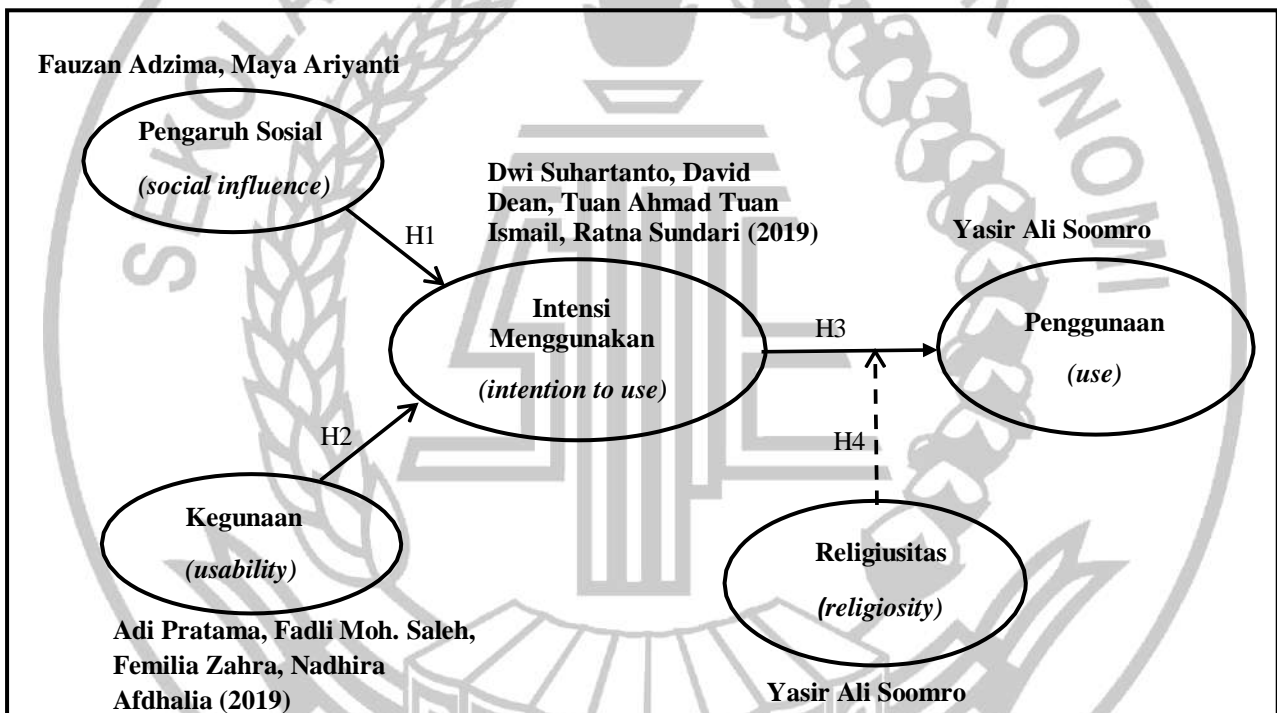 SEKOLA
KONOMI
Fauzan Adzima, Maya Ariyanti
Pengaruh Sosial
(social influence)
H1
Dwi Suhartanto, David
Dean, Tuan Ahmad Tuan
Ismail, Ratna Sundari (2019)
Yasir Ali Soomro
Intensi
Menggunakan
(intention to use)
H3
Penggunaan
(use)
H2
H4
Kegunaan
(usability)
Religiusitas
(religiosity)
Adi Pratama, Fadli Moh. Saleh,
Femilia Zahra, Nadhira
Afdhalia (2019)
Yasir Ali Soomro